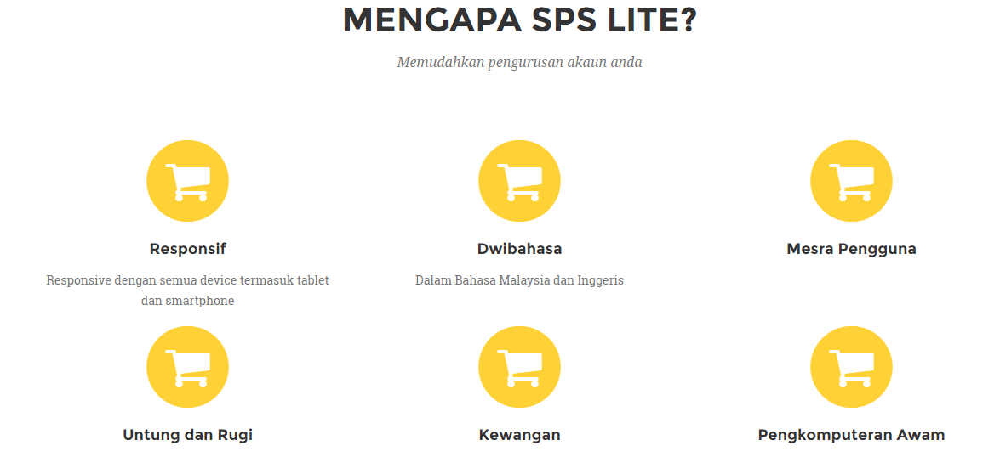 MENGAPA SPS LITE?
Memudahkan pengurusan akaun anda
Responsif
Responsive dengan semua device termasuk tablet
dan smartphone
Dwibahasa
Dalam Bahasa Malaysia dan Inggeris
Mesra Pengguna
Untung dan Rugi
Kewangan
Pengkomputeran Awam